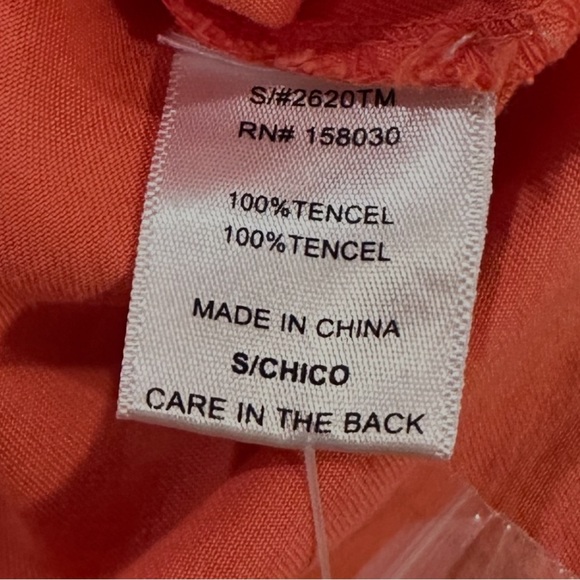 S/#2620TM
RN# 158030
100%TENCEL
100%TENCEL
MADE IN CHINA
S/CHICO
CARE IN THE BACK